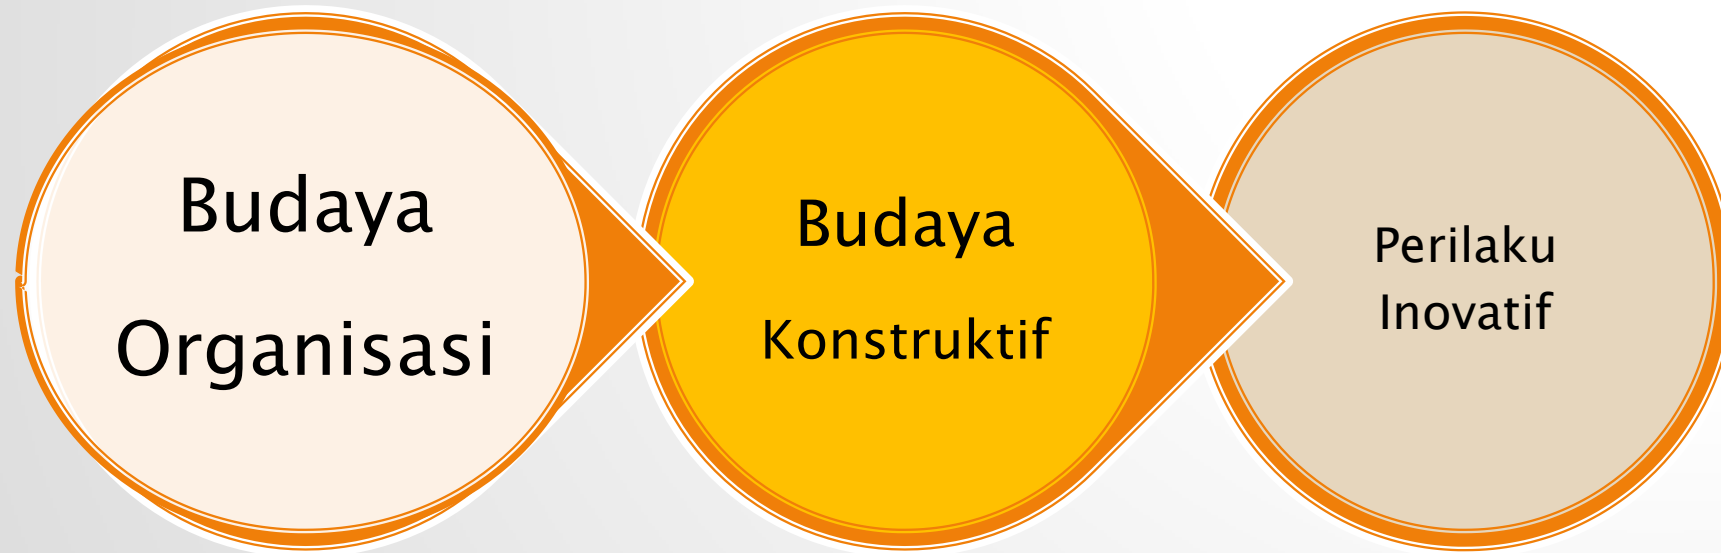 Budaya
Organisasi
Budaya
Konstruktif
Perilaku
Inovatif